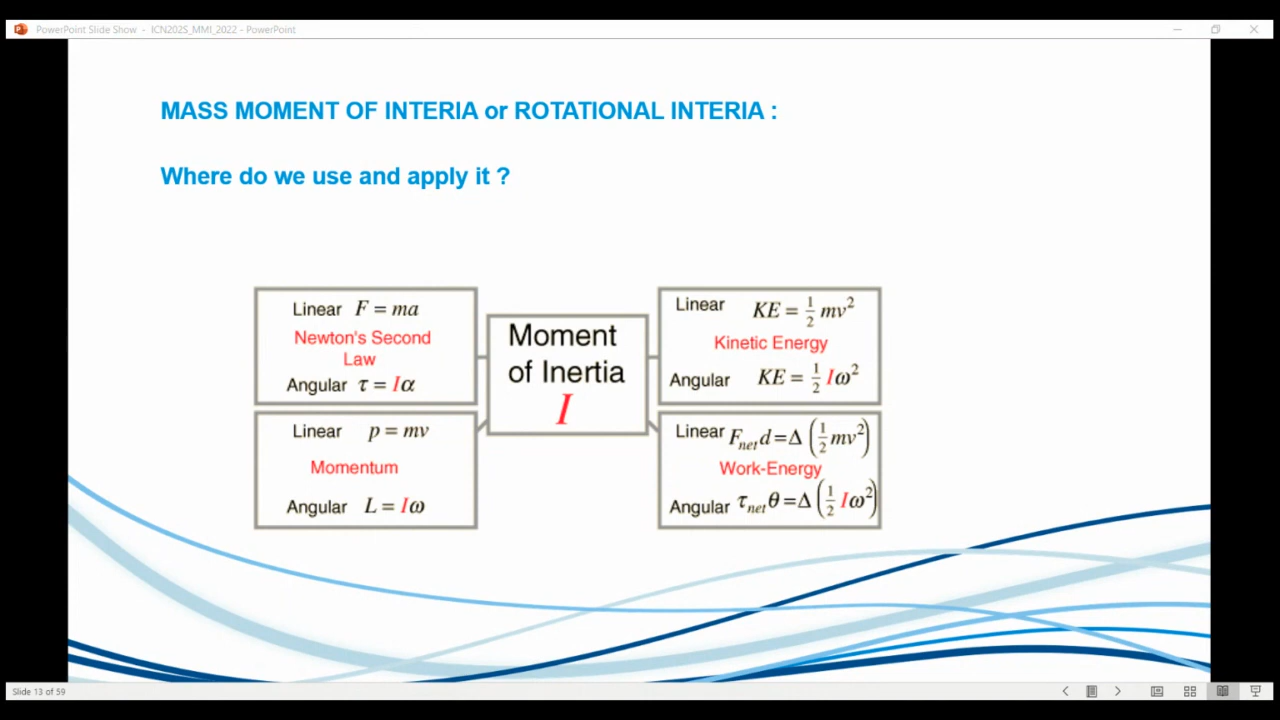 PowerPoint Slide Show - ICN202S_MMI_2022 - PowerPoint
MASS MOMENT OF INTERIA or ROTATIONAL INTERIA :
Where do we use and apply it ?
Linear F = ma
Newton's Second
Law
Angular τ = Iα
Linear p = mv
Momentum
Angular L = Iω
Moment
of Inertia
I
Linear KE = 1/2 mv²
Kinetic Energy
Angular KE = 1/2 Iω²
Linear F_net d = Δ (1/2 mv²)
Work-Energy
Angular τ_net θ = Δ (1/2 Iω²)
Slide 13 of 59